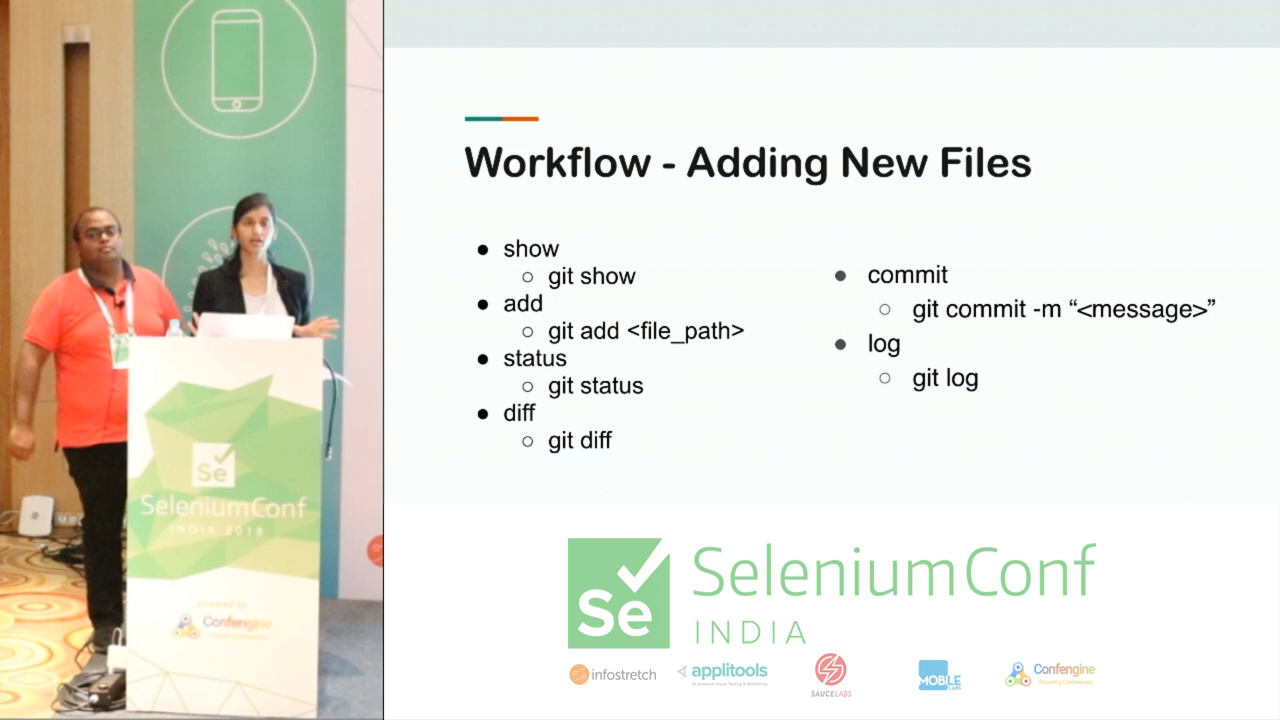 Workflow - Adding New Files
● show
○ git show
● add
○ git add <file_path>
● status
○ git status
● diff
○ git diff
● commit
○ git commit -m “<message>”
● log
○ git log
Se
SeleniumConf
INDIA
infostretch
applitools
SAUCELABS
MOBILE LABS
Confengine
Se
SeleniumConf
INDIA 2018
powered by
Confengine